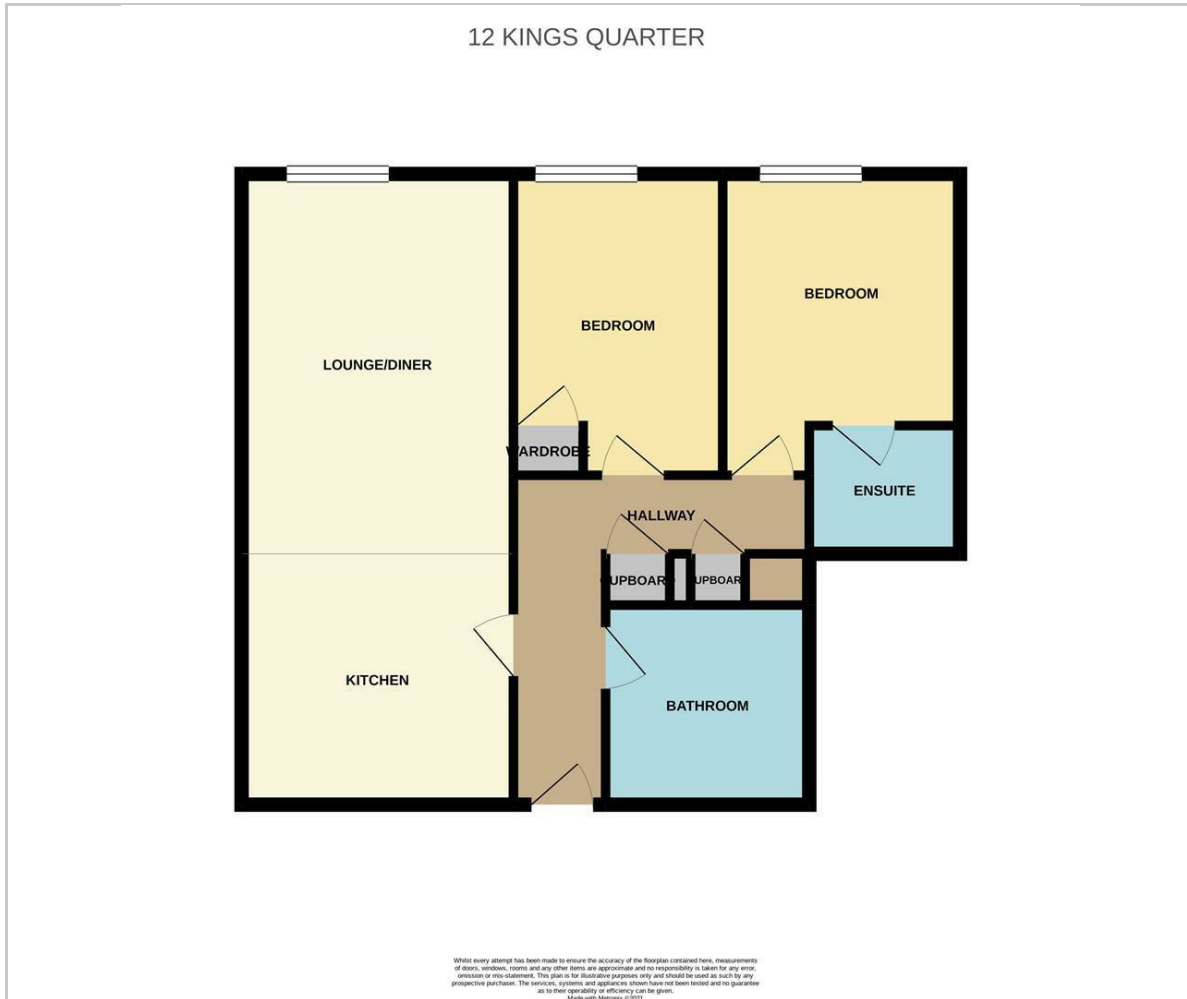 12 KINGS QUARTER
BEDROOM
BEDROOM
LOUNGE/DINER
WARDROBE
ENSUITE
HALLWAY
CUPBOARD
UPBOAR
KITCHEN
BATHROOM
Whilst every attempt has been made to ensure the accuracy of the floorplan contained here, measurements
of doors, windows, rooms and any other items are approximate and no responsibility is taken for any error,
omission or mis-statement. This plan is for illustrative purposes only and should be used as such by any
prospective purchaser. The services, systems and appliances shown have not been tested and no guarantee
as to their operability or efficiency can be given.
Made with Metropix ©2021